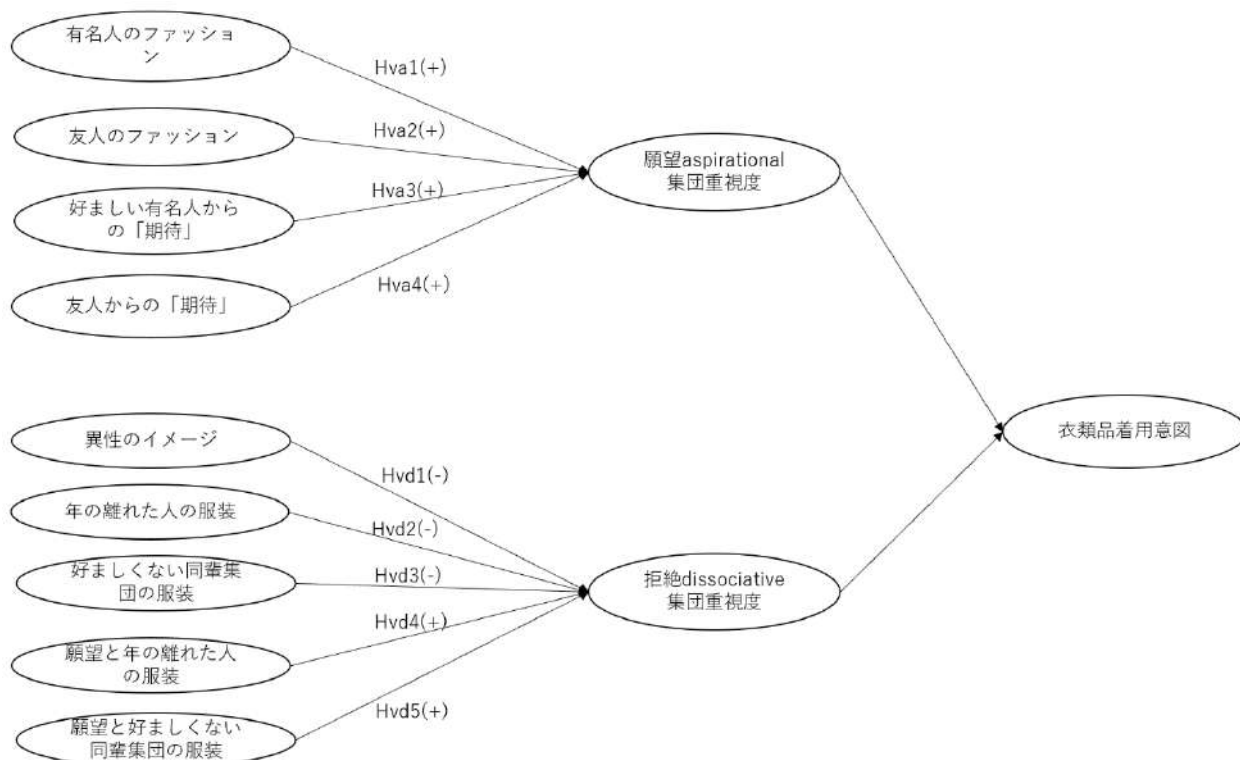 有名人のファッショ
ン
Hva1(+)
友人のファッション
Hva2(+)
願望aspirational
集団重視度
好ましい有名人から
の「期待」
Hva3(+)
友人からの「期待」
Hva4(+)
異性のイメージ
Hvd1(-)
衣類品着用意図
年の離れた人の服装
Hvd2(-)
好ましくない同輩集
団の服装
Hvd3(-)
拒絶dissociative
集団重視度
Hvd4(+)
願望と年の離れた人
の服装
Hvd5(+)
願望と好ましくない
同輩集団の服装